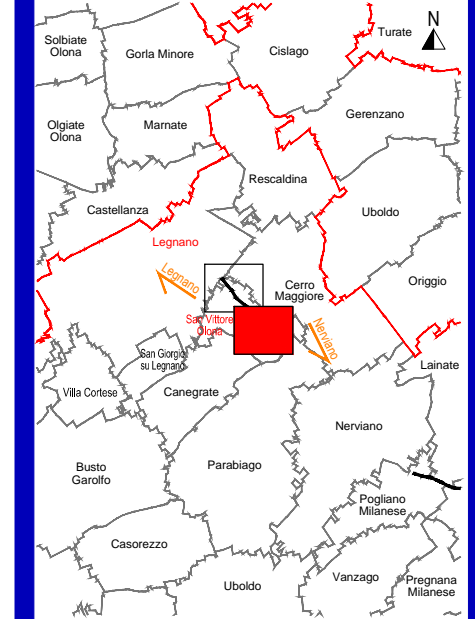 N
Turate
Solbiate
Olona
Gorla Minore
Cislago
Gerenzano
Olgiate
Olona
Marnate
Rescaldina
Castellanza
Uboldo
Legnano
Legnano
Cerro
Maggiore
Origgio
San Vittore
Olona
Nerviano
San Giorgio
su Legnano
Lainate
Villa Cortese
Canegrate
Nerviano
Busto
Garolfo
Parabiago
Pogliano
Milanese
Casorezzo
Uboldo
Vanzago
Pregnana
Milanese